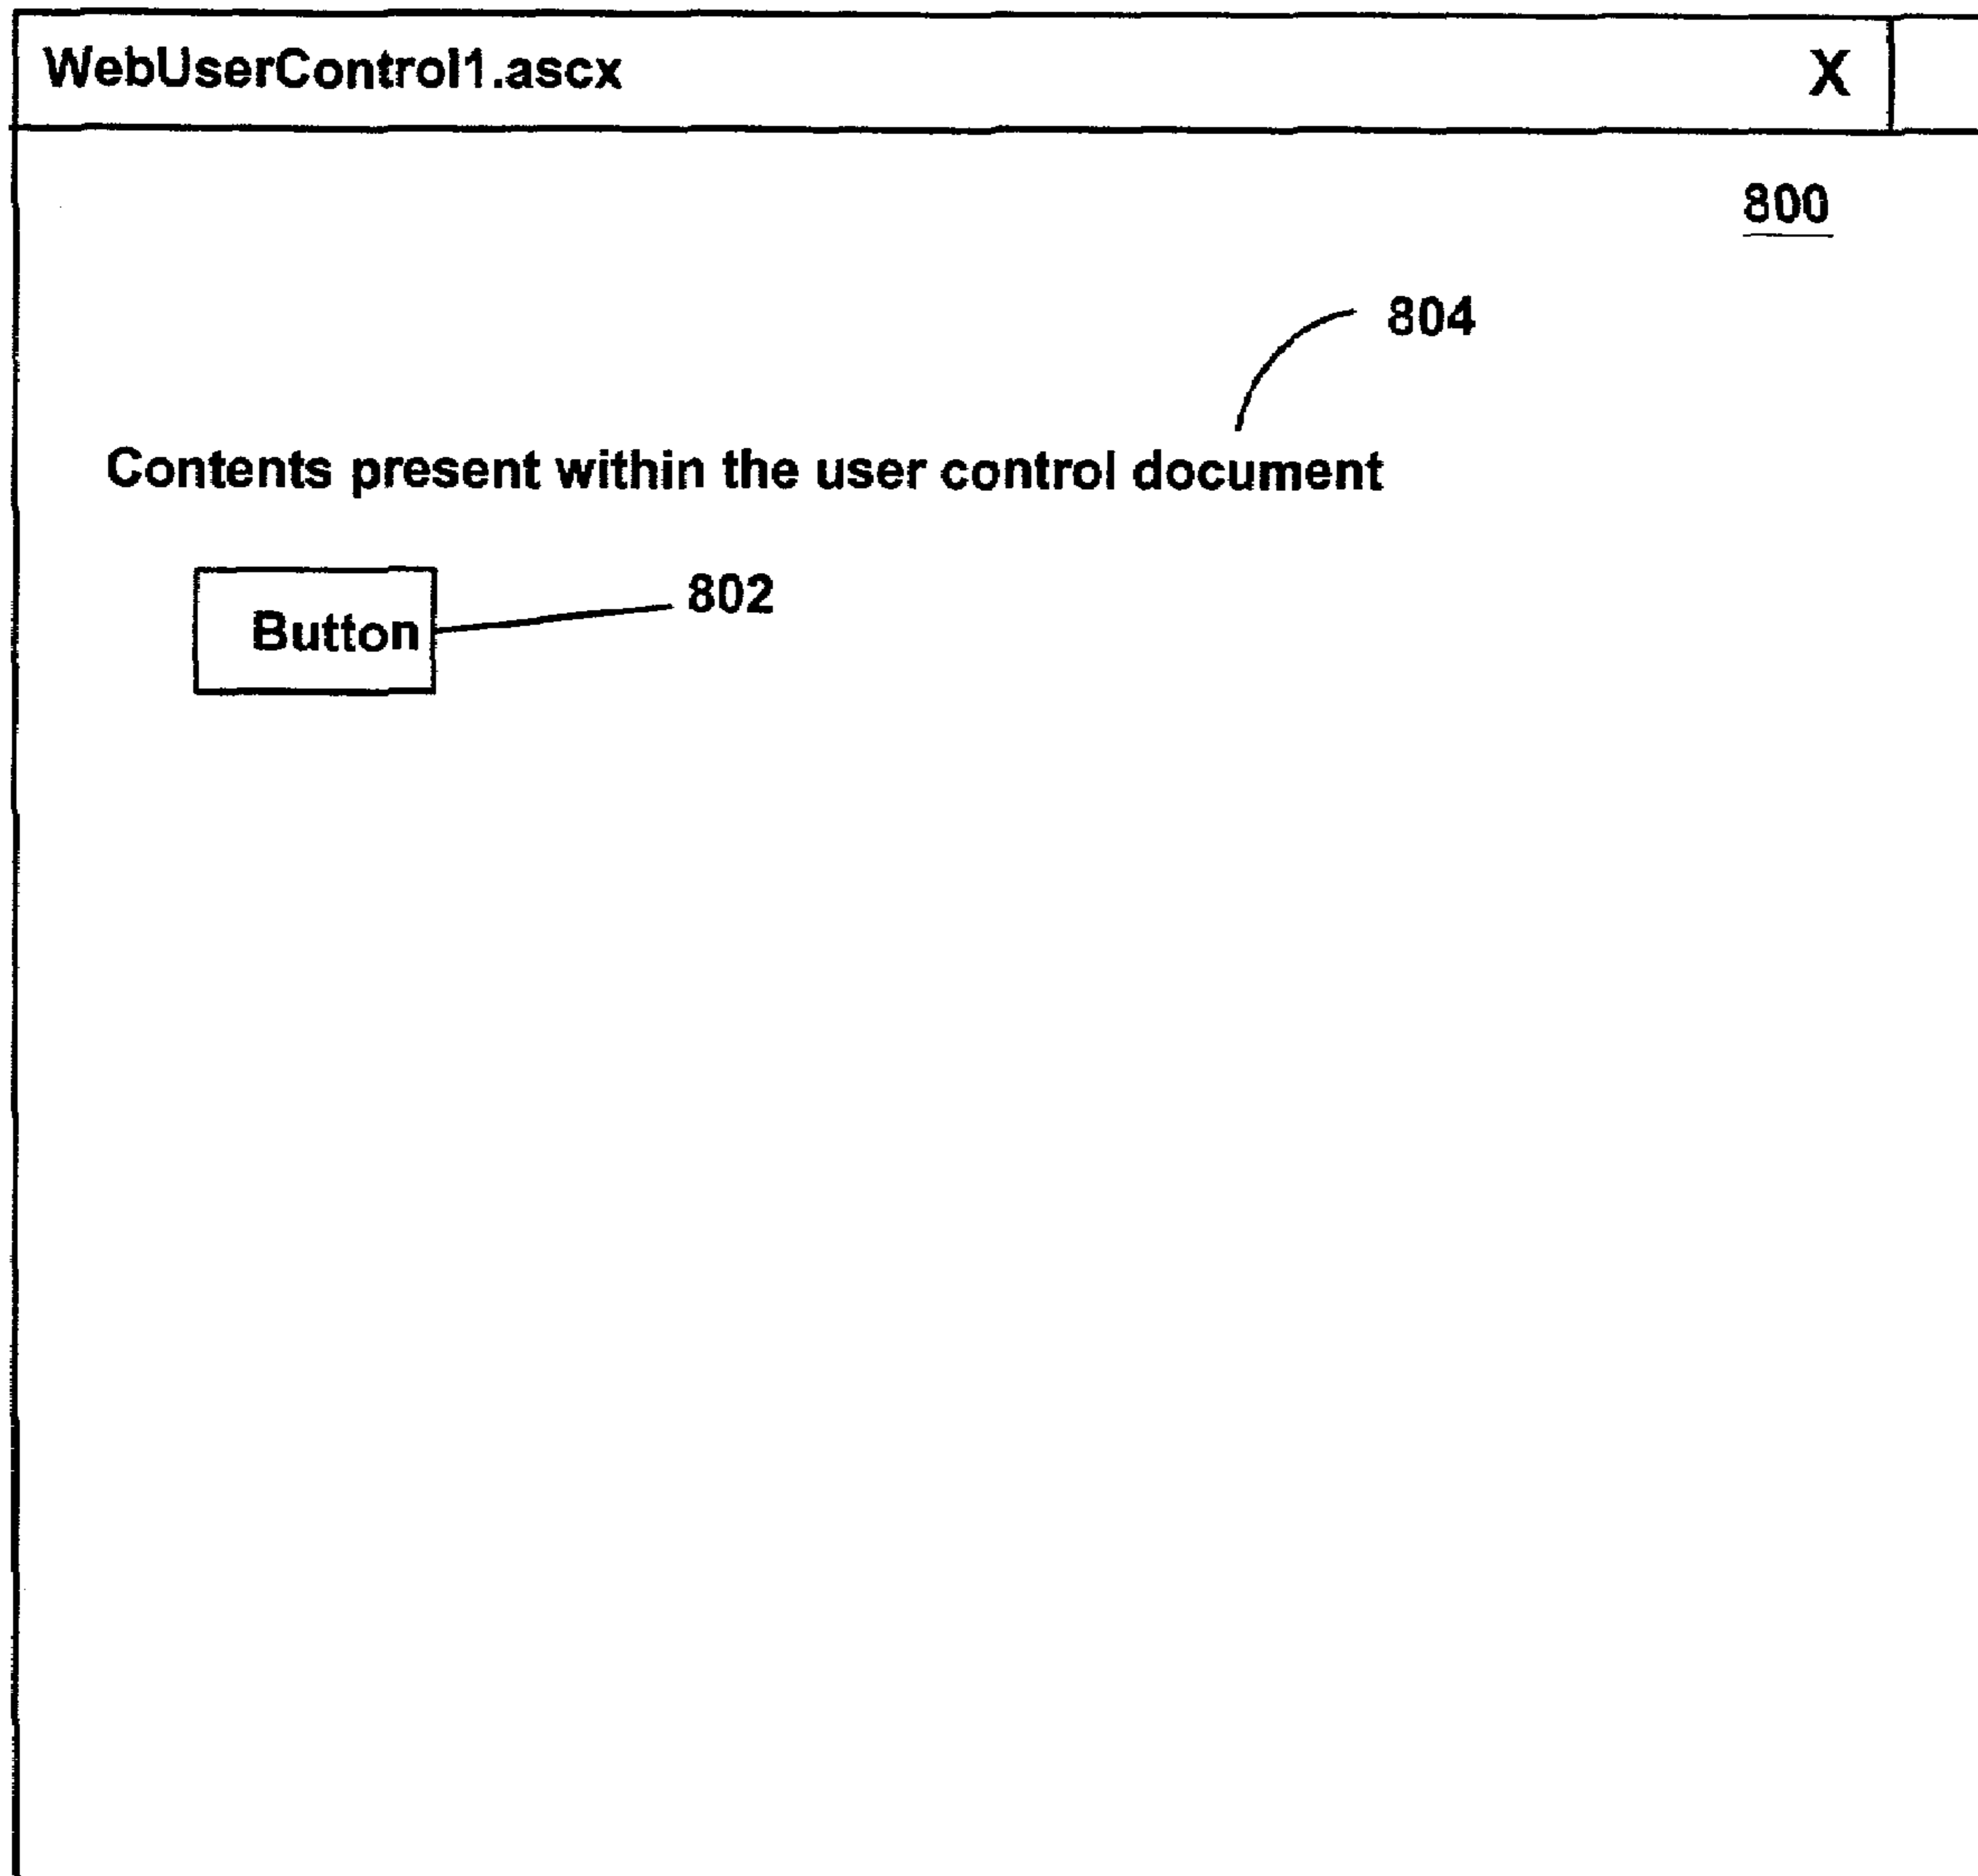 WebUserControl1.ascx X
800
804
Contents present within the user control document
802
Button